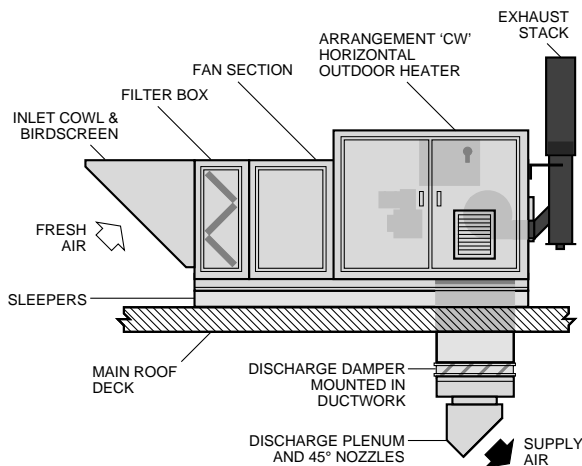 EXHAUST
STACK
ARRANGEMENT ‘CW’
HORIZONTAL
OUTDOOR HEATER
FAN SECTION
FILTER BOX
INLET COWL &
BIRDSCREEN
FRESH
AIR
SLEEPERS
MAIN ROOF
DECK
DISCHARGE DAMPER
MOUNTED IN
DUCTWORK
DISCHARGE PLENUM
AND 45° NOZZLES
SUPPLY
AIR